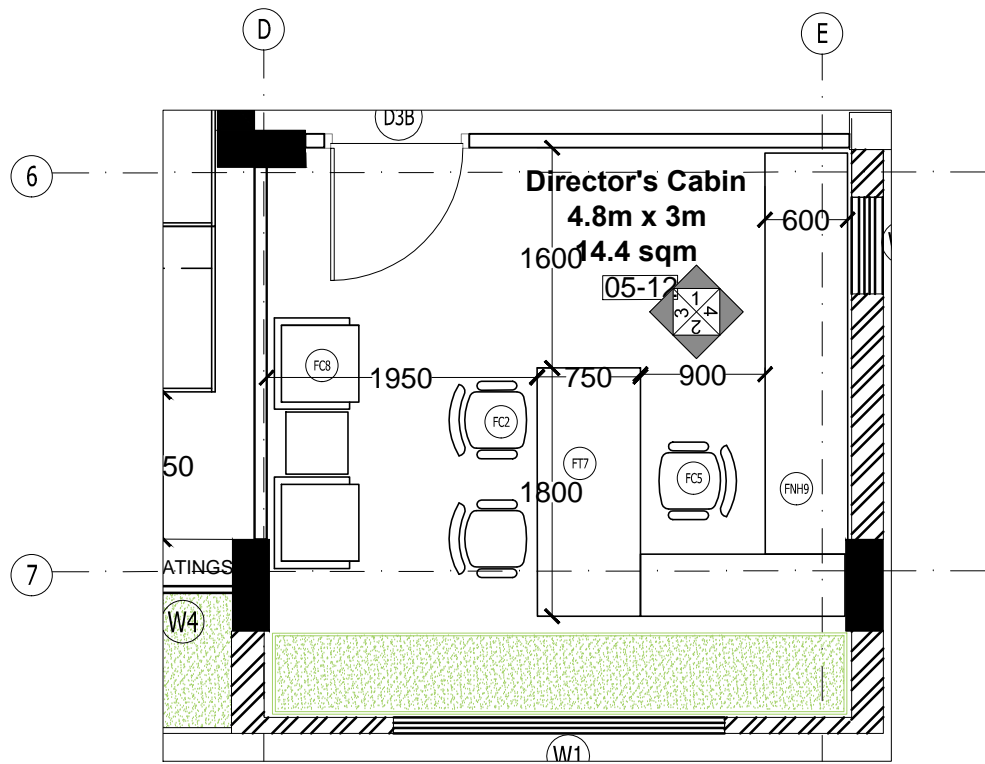 D
E
D3B
6
Director's Cabin
4.8m x 3m
14.4 sqm
600
1600
05-12
1
2
3
4
FC8
1950
750
900
FC2
50
FT7
FC5
FNH9
1800
7
ATINGS
W4
W1